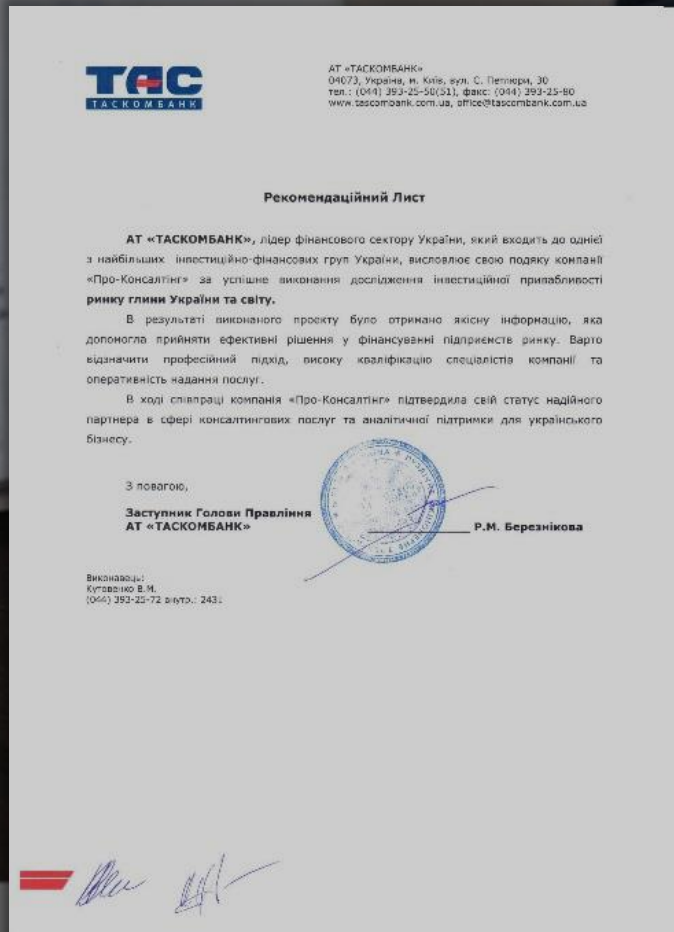 ТАС
ТАСКОМБАНК
АТ «ТАСКОМБАНК»
04073, Україна, м. Київ, вул. С. Петлюри, 30
тел.: (044) 393-25-50(51), факс: (044) 393-25-80
www.tascombank.com.ua, office@tascombank.com.ua
Рекомендаційний Лист
АТ «ТАСКОМБАНК», лідер фінансового сектору України, який входить до однієї
з найбільших інвестиційно-фінансових груп України, висловлює свою подяку компанії
«Про-Консалтінг» за успішне виконання дослідження інвестиційної привабливості
ринку глини України та світу.
В результаті виконаного проекту було отримано якісну інформацію, яка
допомогла прийняти ефективні рішення у фінансуванні підприємств ринку. Варто
відзначити професійний підхід, високу кваліфікацію спеціалістів компанії та
оперативність надання послуг.
В ході співпраці компанія «Про-Консалтінг» підтвердила свій статус надійного
партнера в сфері консалтингових послуг та аналітичної підтримки для українського
бізнесу.
З повагою,
Заступник Голови Правління
АТ «ТАСКОМБАНК»
Р.М. Березнікова
Виконавець:
Кутовенко В.М.
(044) 393-25-72 внутр.: 2431